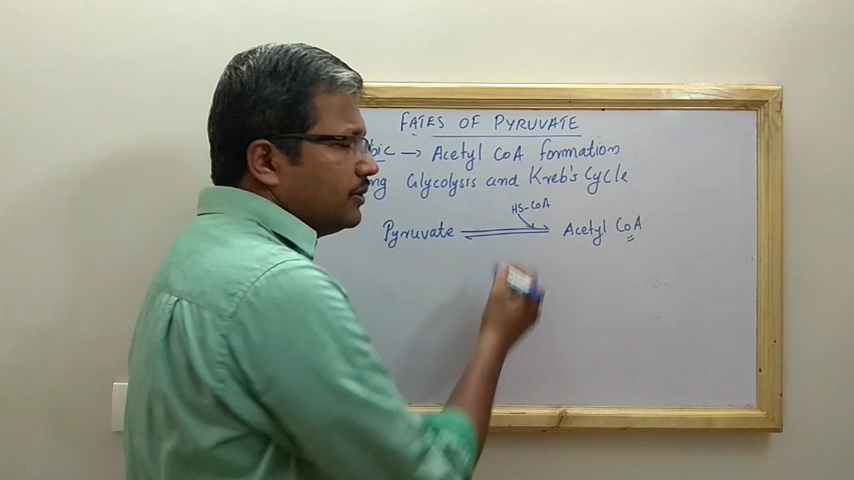 FATES OF PYRUVATE
bic → Acetyl CoA formation
ng Glycolysis and Kreb's Cycle
HS-CoA
Pyruvate ⇌ Acetyl CoA